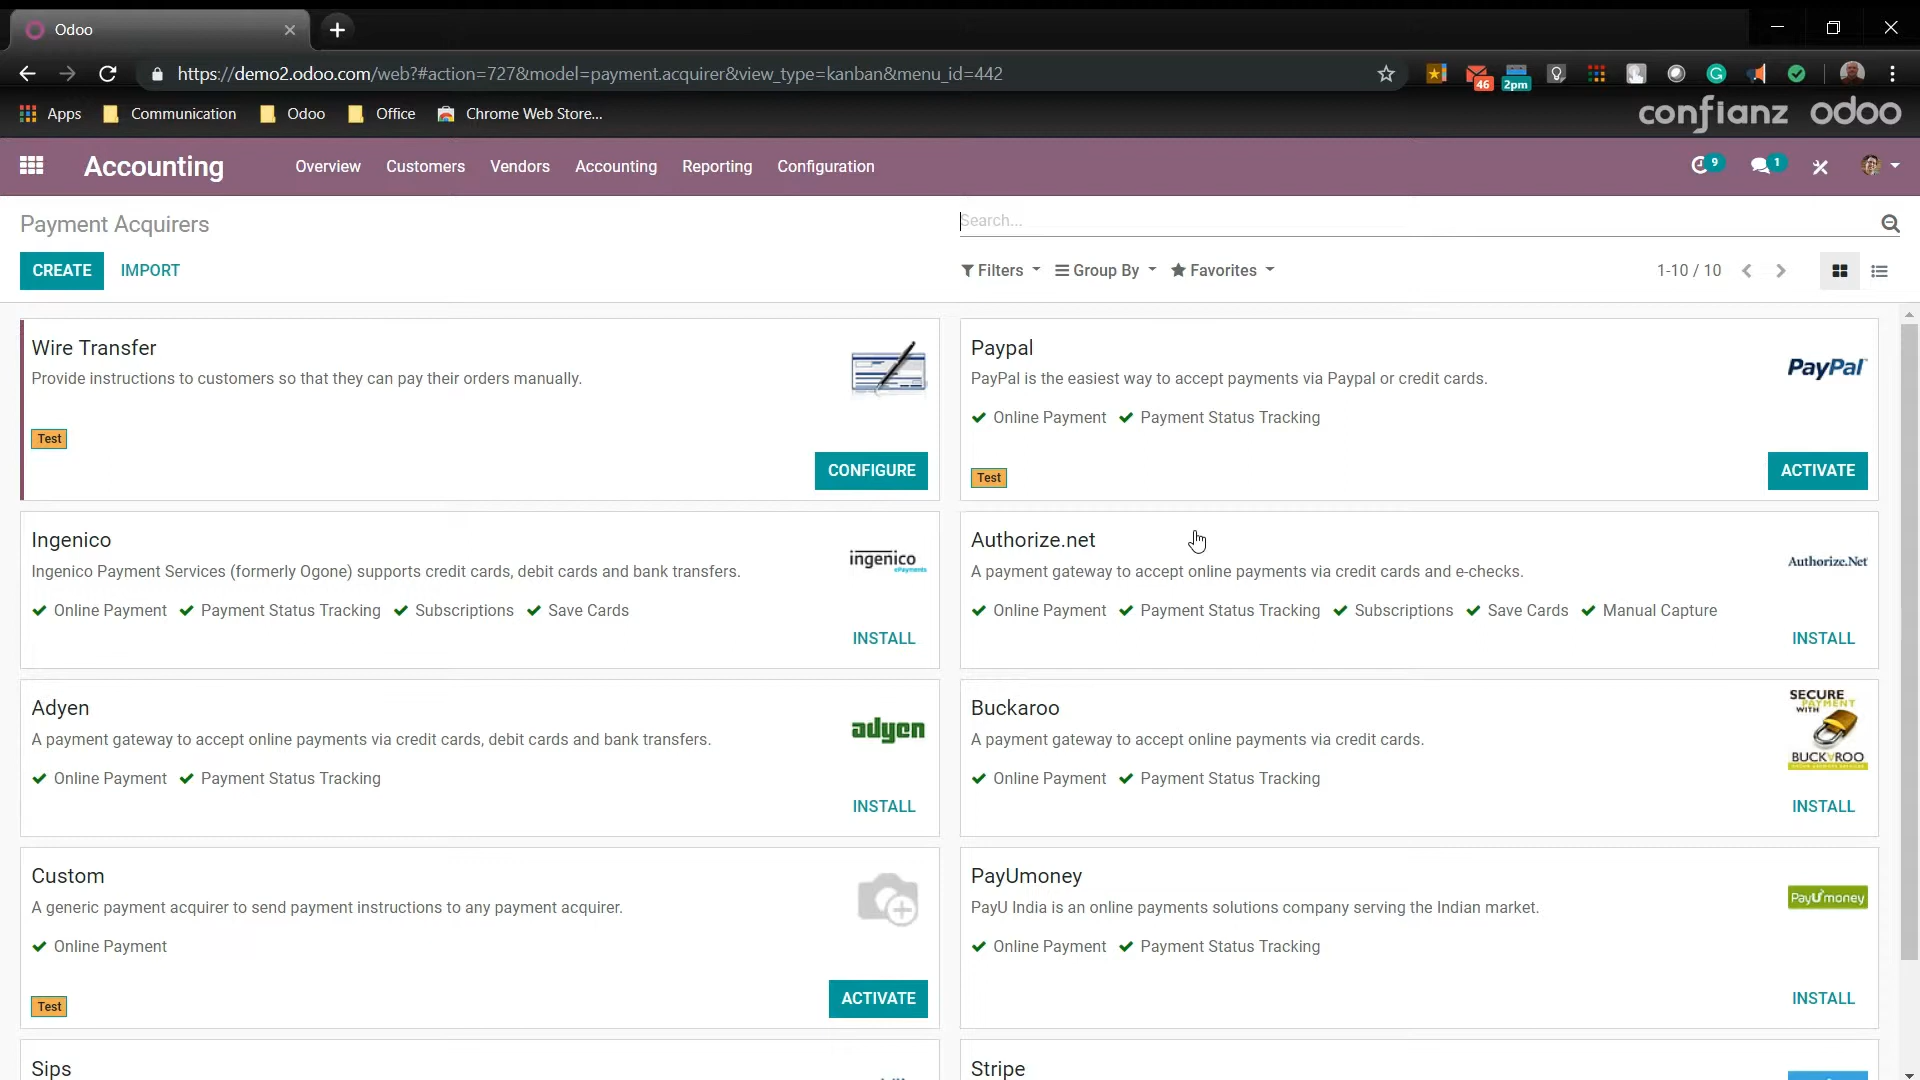 Odoo
https://demo2.odoo.com/web?#action=727&model=payment.acquirer&view_type=kanban&menu_id=442
46
2pm
Apps
Communication
Odoo
Office
Chrome Web Store...
confianz odoo
Accounting
Overview
Customers
Vendors
Accounting
Reporting
Configuration
9
1
Payment Acquirers
Search...
CREATE
IMPORT
Filters
Group By
Favorites
1-10 / 10
Wire Transfer
Provide instructions to customers so that they can pay their orders manually.
Test
CONFIGURE
Paypal
PayPal is the easiest way to accept payments via Paypal or credit cards.
Online Payment Payment Status Tracking
Test
PayPal
ACTIVATE
Ingenico
Ingenico Payment Services (formerly Ogone) supports credit cards, debit cards and bank transfers.
Online Payment Payment Status Tracking Subscriptions Save Cards
ingenico
ePayments
INSTALL
Authorize.net
A payment gateway to accept online payments via credit cards and e-checks.
Online Payment Payment Status Tracking Subscriptions Save Cards Manual Capture
Authorize.Net
INSTALL
Adyen
A payment gateway to accept online payments via credit cards, debit cards and bank transfers.
Online Payment Payment Status Tracking
adyen
INSTALL
Buckaroo
A payment gateway to accept online payments via credit cards.
Online Payment Payment Status Tracking
SECURE
PAYMENT
WITH
BUCKAROO
INSTALL
Custom
A generic payment acquirer to send payment instructions to any payment acquirer.
Online Payment
Test
ACTIVATE
PayUmoney
PayU India is an online payments solutions company serving the Indian market.
Online Payment Payment Status Tracking
PayUmoney
INSTALL
Sips
Stripe